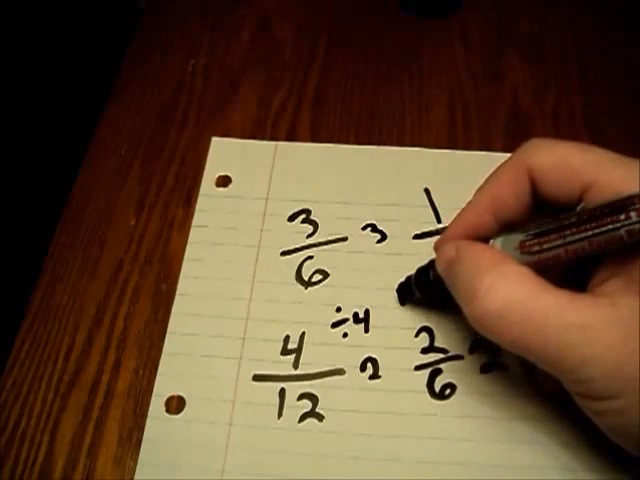 3 1
— 3 —
6
÷4
4 2
— 2 —
12 6